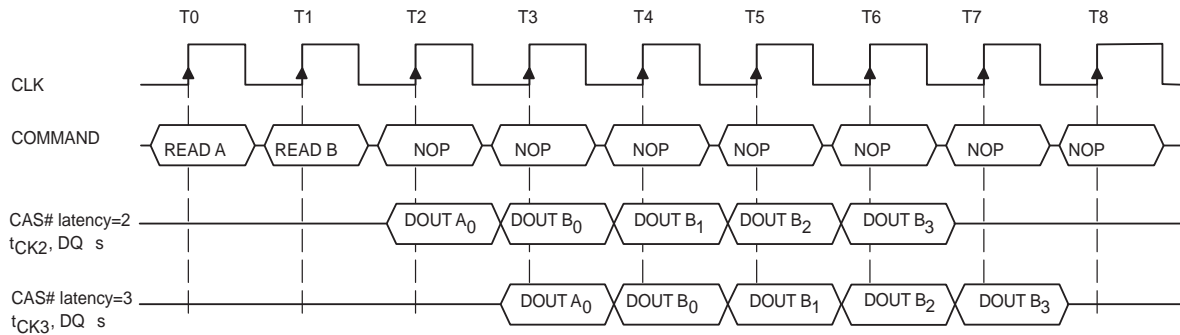 T0 T1 T2 T3 T4 T5 T6 T7 T8
CLK
COMMAND READ A READ B NOP NOP NOP NOP NOP NOP NOP
CAS# latency=2 DOUT A0 DOUT B0 DOUT B1 DOUT B2 DOUT B3
tCK2, DQ s
CAS# latency=3 DOUT A0 DOUT B0 DOUT B1 DOUT B2 DOUT B3
tCK3, DQ s